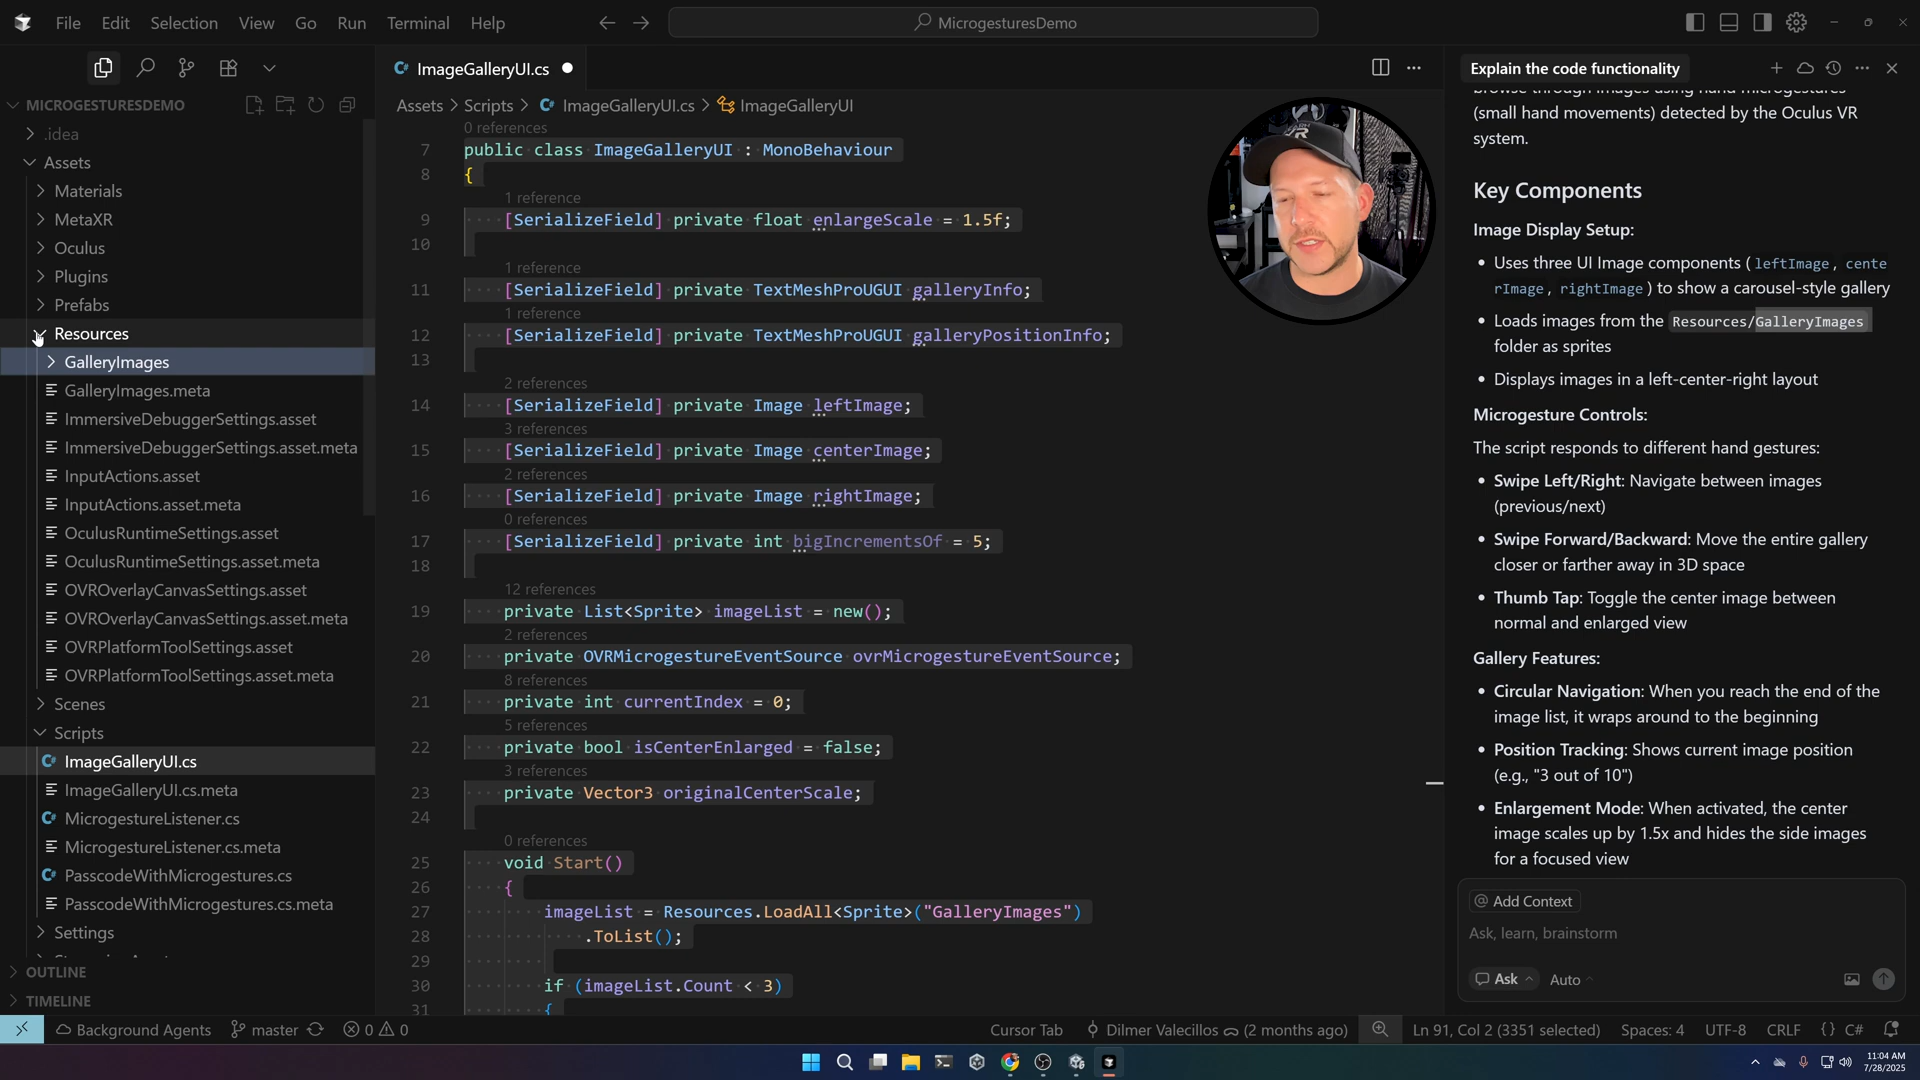 File Edit Selection View Go Run Terminal Help
MicrogesturesDemo
MICROGESTURESDEMO
.idea
Assets
Materials
MetaXR
Oculus
Plugins
Prefabs
Resources
GalleryImages
GalleryImages.meta
ImmersiveDebuggerSettings.asset
ImmersiveDebuggerSettings.asset.meta
InputActions.asset
InputActions.asset.meta
OculusRuntimeSettings.asset
OculusRuntimeSettings.asset.meta
OVROverlayCanvasSettings.asset
OVROverlayCanvasSettings.asset.meta
OVRPlatformToolSettings.asset
OVRPlatformToolSettings.asset.meta
Scenes
Scripts
ImageGalleryUI.cs
ImageGalleryUI.cs.meta
MicrogestureListener.cs
MicrogestureListener.cs.meta
PasscodeWithMicrogestures.cs
PasscodeWithMicrogestures.cs.meta
Settings
OUTLINE
TIMELINE
ImageGalleryUI.cs
Assets > Scripts > ImageGalleryUI.cs > ImageGalleryUI
0 references
7 public class ImageGalleryUI : MonoBehaviour
8 {
1 reference
9 [SerializeField] private float enlargeScale = 1.5f;
10
1 reference
11 [SerializeField] private TextMeshProUGUI galleryInfo;
1 reference
12 [SerializeField] private TextMeshProUGUI galleryPositionInfo;
13
2 references
14 [SerializeField] private Image leftImage;
3 references
15 [SerializeField] private Image centerImage;
2 references
16 [SerializeField] private Image rightImage;
0 references
17 [SerializeField] private int bigIncrementsOf = 5;
18
12 references
19 private List<Sprite> imageList = new();
2 references
20 private OVRMicrogestureEventSource ovrMicrogestureEventSource;
8 references
21 private int currentIndex = 0;
5 references
22 private bool isCenterEnlarged = false;
3 references
23 private Vector3 originalCenterScale;
24
0 references
25 void Start()
26 {
27 imageList = Resources.LoadAll<Sprite>("GalleryImages")
28 .ToList();
29
30 if (imageList.Count < 3)
31 {
Explain the code functionality
browse through images using hand microgestures
(small hand movements) detected by the Oculus VR
system.
Key Components
Image Display Setup:
• Uses three UI Image components ( leftImage , cente
rImage , rightImage ) to show a carousel-style gallery
• Loads images from the Resources/GalleryImages
folder as sprites
• Displays images in a left-center-right layout
Microgesture Controls:
The script responds to different hand gestures:
• Swipe Left/Right: Navigate between images
(previous/next)
• Swipe Forward/Backward: Move the entire gallery
closer or farther away in 3D space
• Thumb Tap: Toggle the center image between
normal and enlarged view
Gallery Features:
• Circular Navigation: When you reach the end of the
image list, it wraps around to the beginning
• Position Tracking: Shows current image position
(e.g., "3 out of 10")
• Enlargement Mode: When activated, the center
image scales up by 1.5x and hides the side images
for a focused view
@ Add Context
Ask, learn, brainstorm
Ask Auto
Background Agents master 0 0 Cursor Tab Dilmer Valecillos (2 months ago) Ln 91, Col 2 (3351 selected) Spaces: 4 UTF-8 CRLF {} C#
11:04 AM
7/28/2025